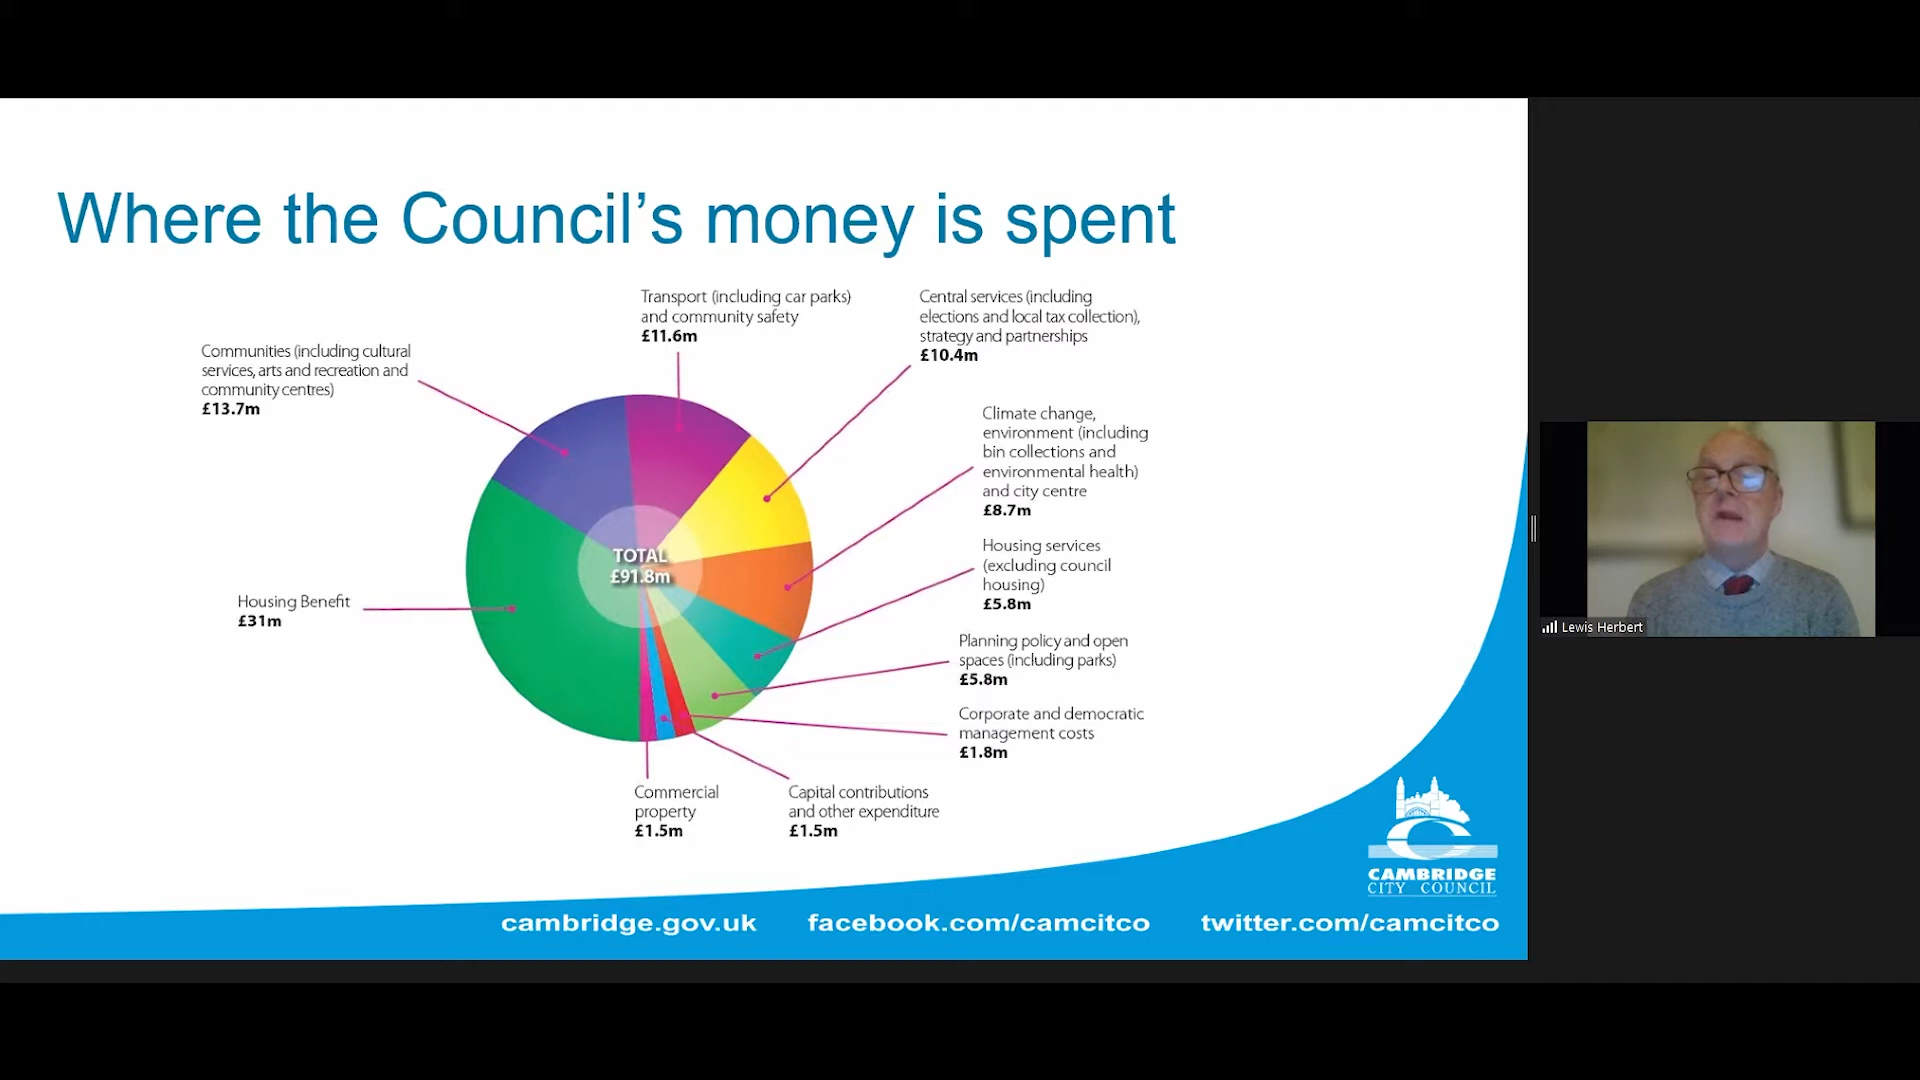 Where the Council’s money is spent
Transport (including car parks)
and community safety
£11.6m
Central services (including
elections and local tax collection),
strategy and partnerships
£10.4m
Communities (including cultural
services, arts and recreation and
community centres)
£13.7m
Climate change,
environment (including
bin collections and
environmental health)
and city centre
£8.7m
TOTAL
£91.8m
Housing services
(excluding council
housing)
£5.8m
Housing Benefit
£31m
Planning policy and open
spaces (including parks)
£5.8m
Corporate and democratic
management costs
£1.8m
Commercial
property
£1.5m
Capital contributions
and other expenditure
£1.5m
CAMBRIDGE
CITY COUNCIL
cambridge.gov.uk facebook.com/camcitco twitter.com/camcitco
Lewis Herbert